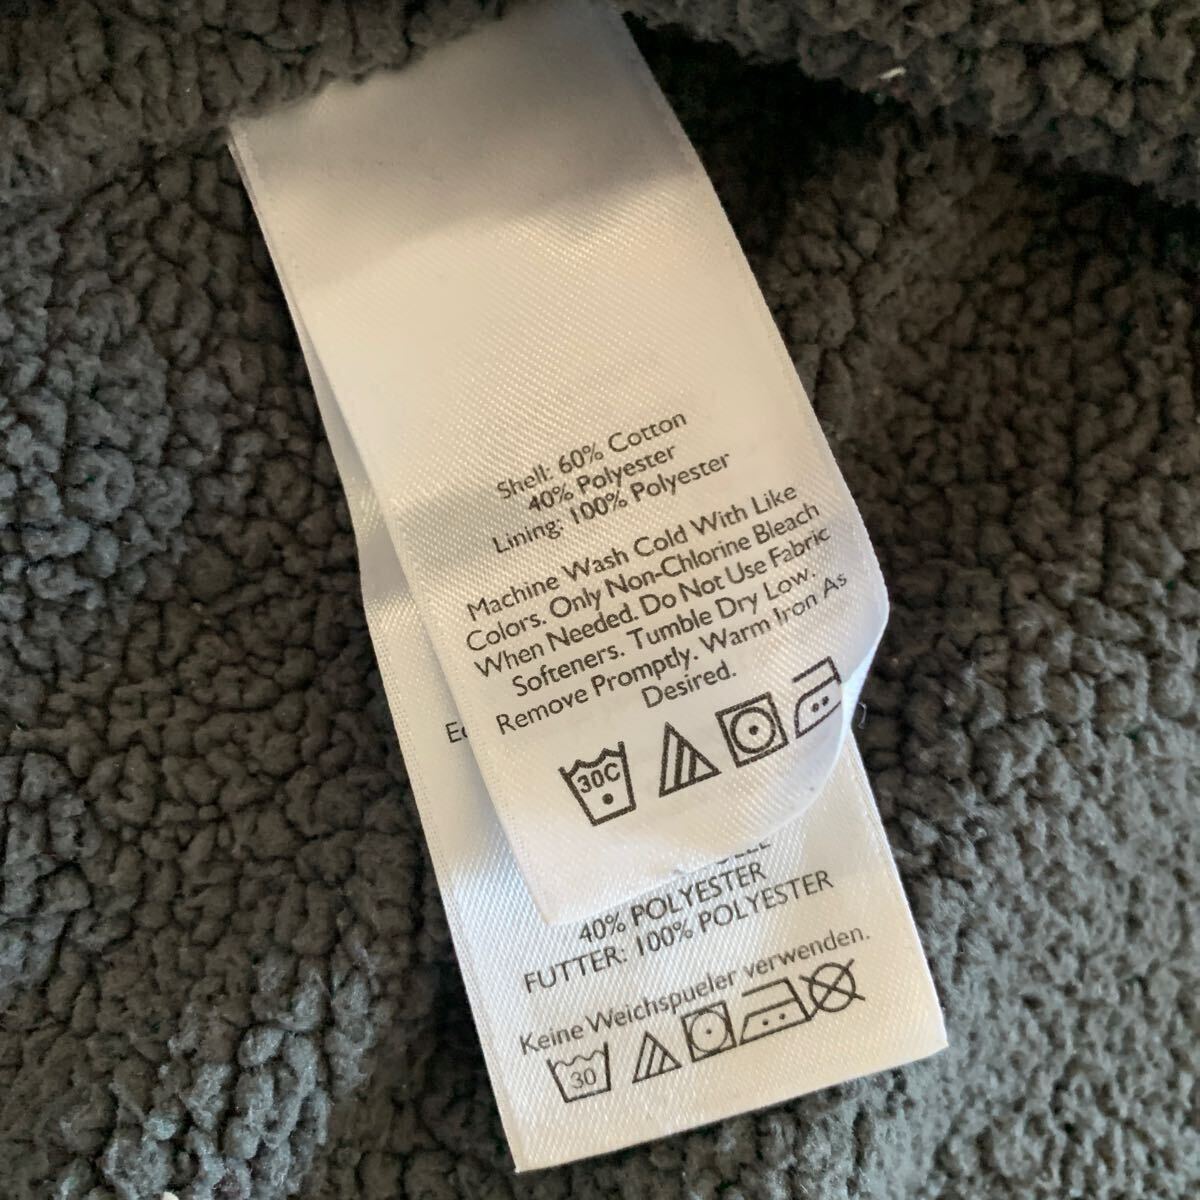 Shell: 60% Cotton
40% Polyester
Lining: 100% Polyester
Machine Wash Cold With Like
Colors. Only Non-Chlorine Bleach
When Needed. Do Not Use Fabric
Softeners. Tumble Dry Low.
Remove Promptly. Warm Iron As
Desired.
30C
40% POLYESTER
FUTTER: 100% POLYESTER
Keine Weichspueler verwenden.
30